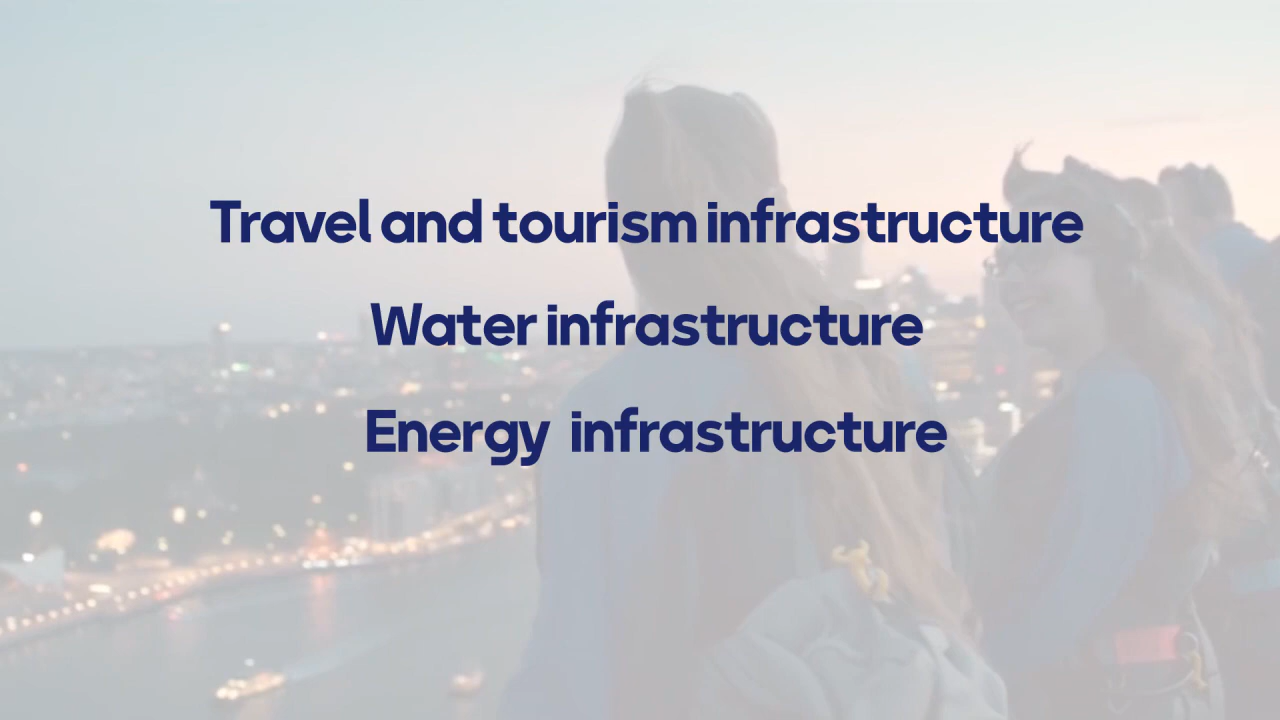 Travel and tourism infrastructure
Water infrastructure
Energy infrastructure